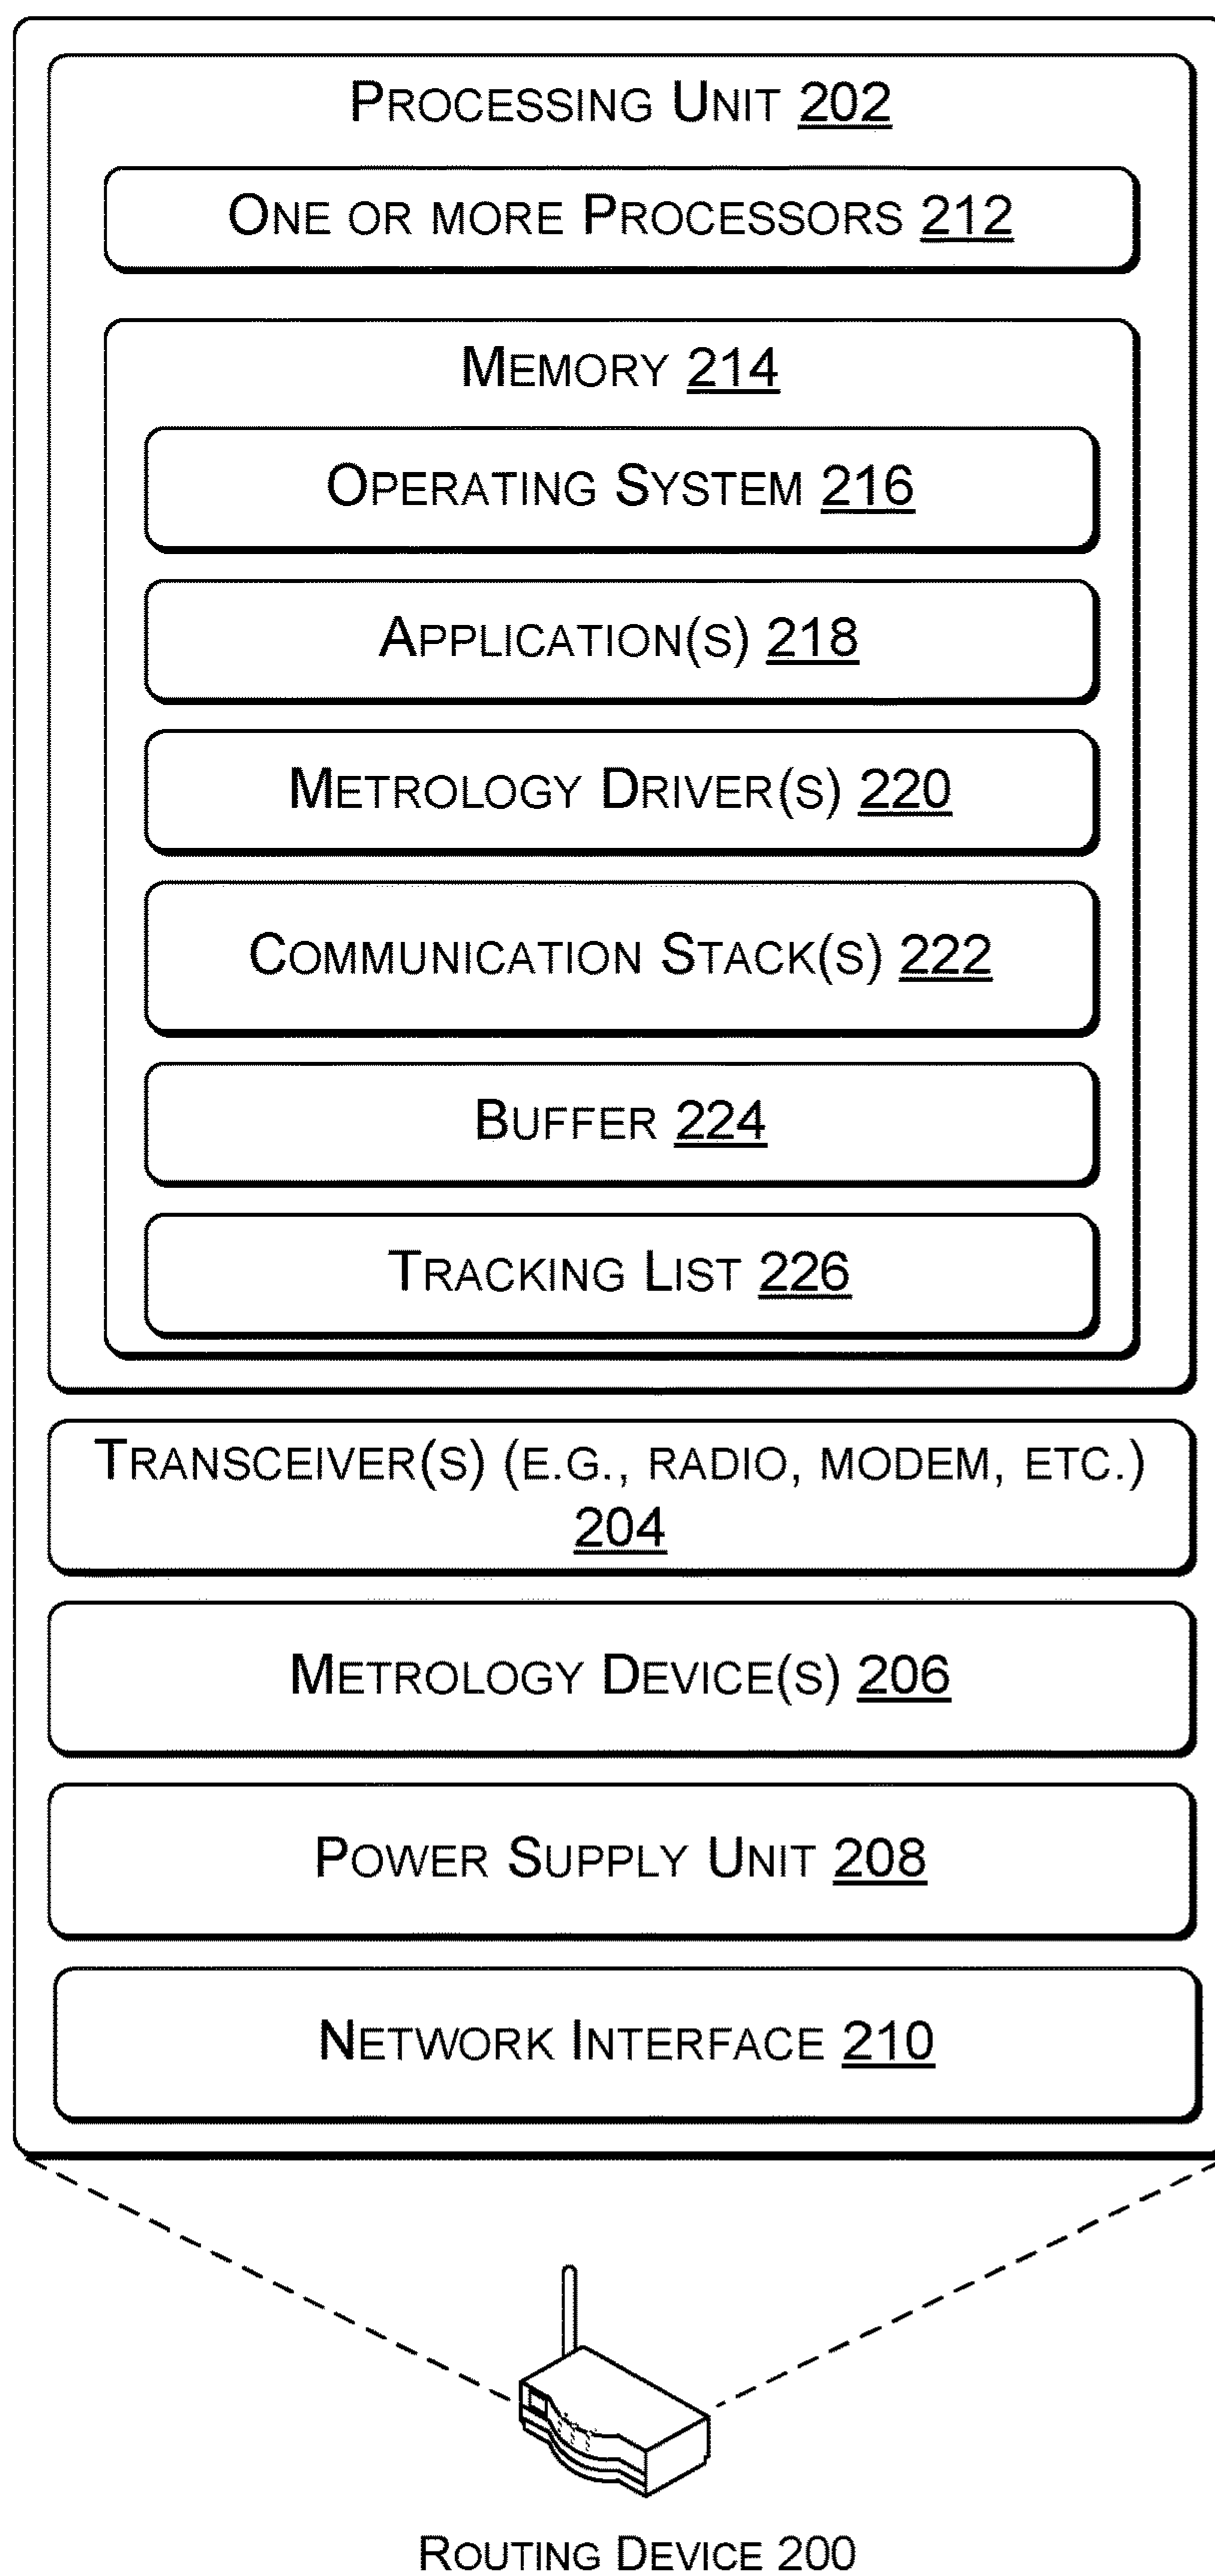 PROCESSING UNIT 202
ONE OR MORE PROCESSORS 212
MEMORY 214
OPERATING SYSTEM 216
APPLICATION(S) 218
METROLOGY DRIVER(S) 220
COMMUNICATION STACK(S) 222
BUFFER 224
TRACKING LIST 226
TRANSCEIVER(S) (E.G., RADIO, MODEM, ETC.)
204
METROLOGY DEVICE(S) 206
POWER SUPPLY UNIT 208
NETWORK INTERFACE 210
ROUTING DEVICE 200